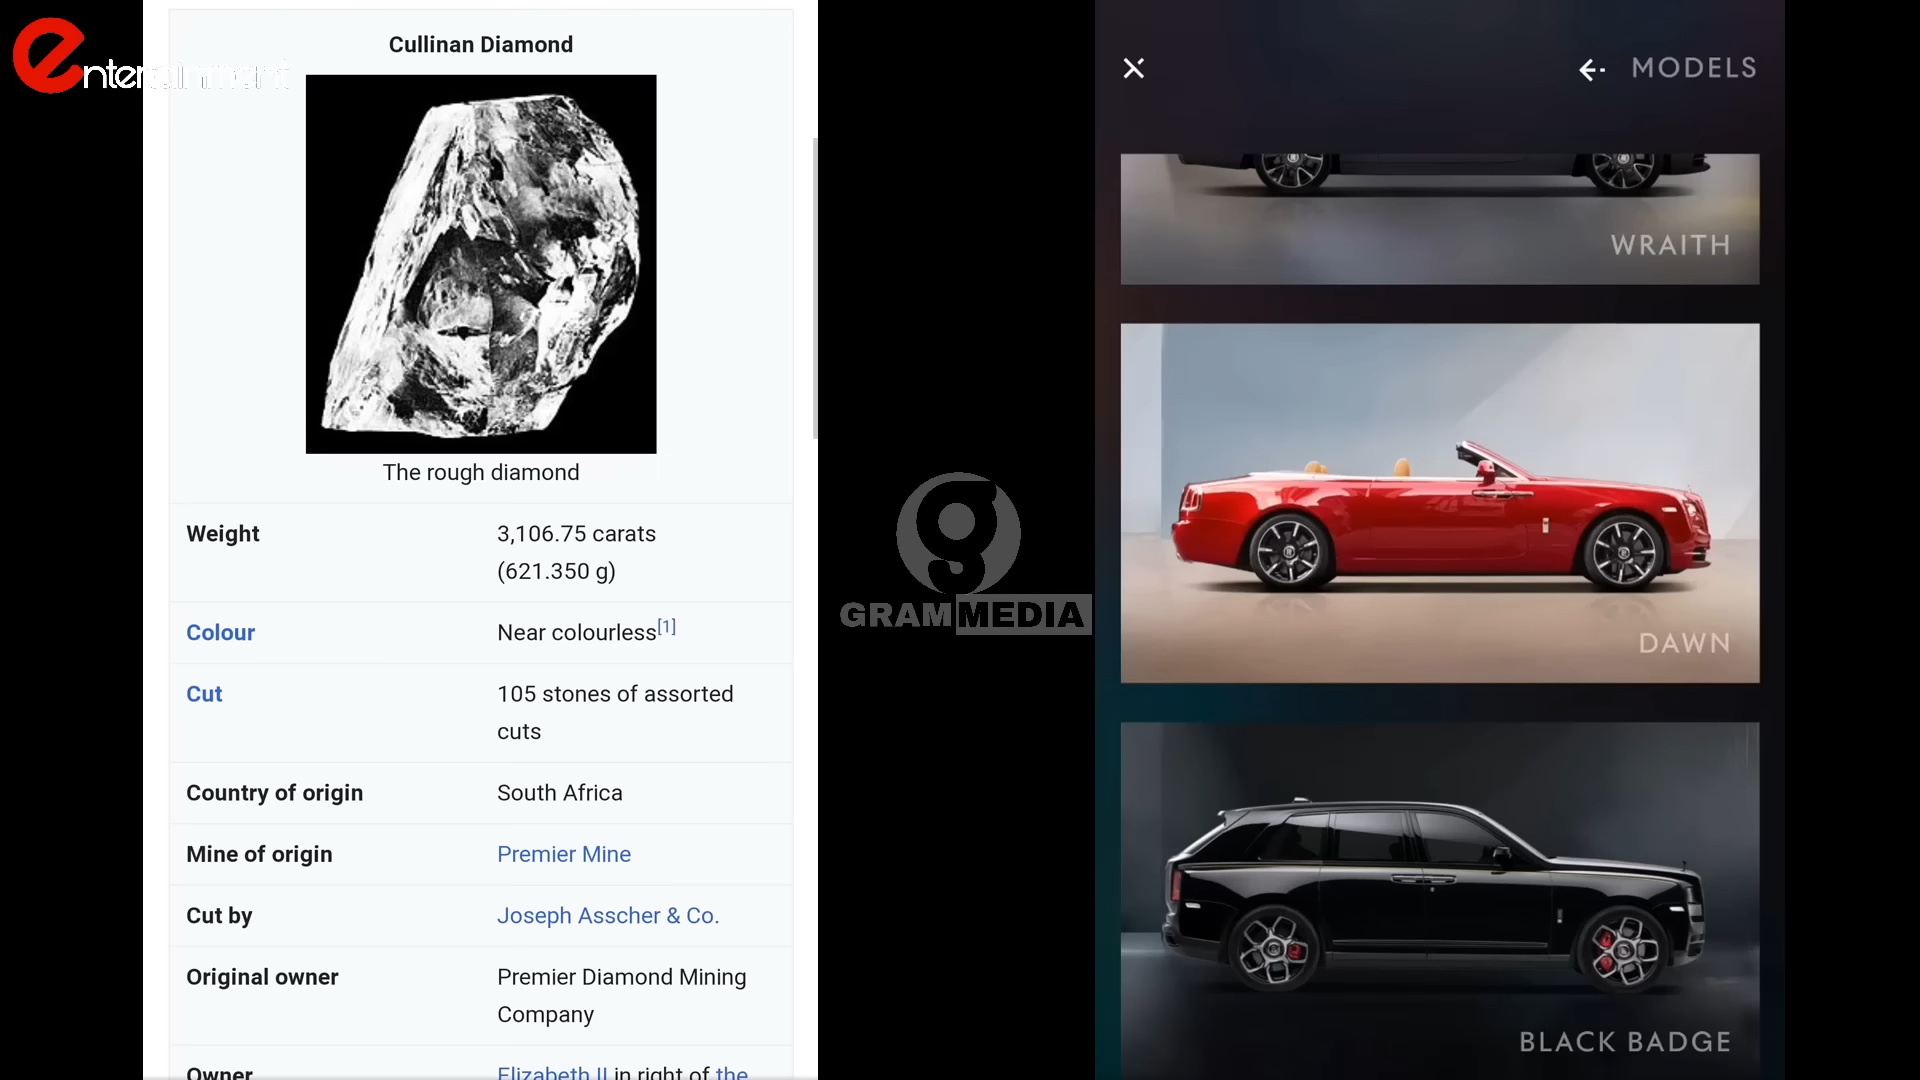 entertainment
Cullinan Diamond
The rough diamond
Weight 3,106.75 carats
(621.350 g)
Colour Near colourless[1]
Cut 105 stones of assorted
cuts
Country of origin South Africa
Mine of origin Premier Mine
Cut by Joseph Asscher & Co.
Original owner Premier Diamond Mining
Company
Owner Elizabeth II in right of the
GRAMMEDIA
MODELS
WRAITH
DAWN
BLACK BADGE